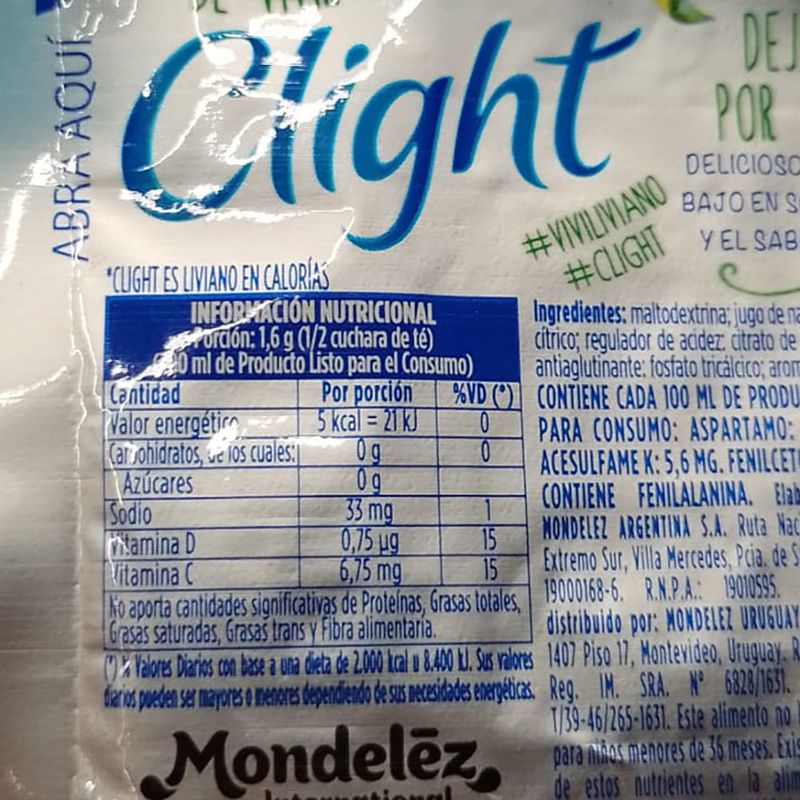 ABRA AQUÍ
Clight
DEJ
POR
DELICIOSO
BAJO EN S
Y EL SAB
#VIVILIVIANO
#CLIGHT
*CLIGHT ES LIVIANO EN CALORÍAS
INFORMACIÓN NUTRICIONAL
Porción: 1,6 g (1/2 cuchara de té)
0 ml de Producto Listo para el Consumo)
Cantidad Por porción %VD (*)
Valor energético 5 kcal = 21 kJ 0
Carbohidratos, de los cuales: 0 g 0
Azúcares 0 g
Sodio 33 mg 1
Vitamina D 0,75 µg 15
Vitamina C 6,75 mg 15
No aporta cantidades significativas de Proteínas, Grasas totales,
Grasas saturadas, Grasas trans y Fibra alimentaria.
(*) % Valores Diarios con base a una dieta de 2.000 kcal u 8.400 kJ. Sus valores
diarios pueden ser mayores o menores dependiendo de sus necesidades energéticas.
Mondelēz
International
Ingredientes: maltodextrina; jugo de na
cítrico; regulador de acidez: citrato de
antiaglutinante: fosfato tricálcico; arom
CONTIENE CADA 100 ML DE PRODU
PARA CONSUMO: ASPARTAMO:
ACESULFAME K: 5,6 MG. FENILCET
CONTIENE FENILALANINA. Elab
MONDELEZ ARGENTINA S.A. Ruta Nac
Extremo Sur, Villa Mercedes, Pcia. de S
19000168-6. R.N.P.A.: 19010595.
distribuido por: MONDELEZ URUGUAY
1407 Piso 17, Montevideo, Uruguay. R
Reg. IM. SRA. N° 6828/1631.
T/39-46/265-1631. Este alimento no
para niños menores de 36 meses. Exis
de estos nutrientes en la alim